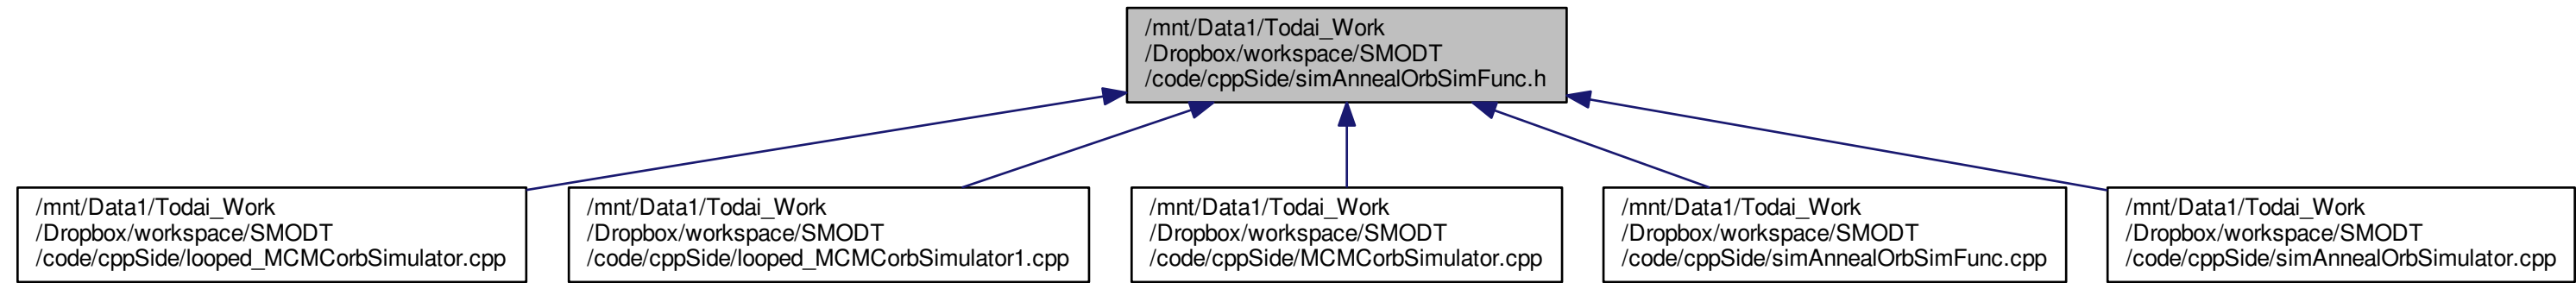 /mnt/Data1/Todai_Work
/Dropbox/workspace/SMODT
/code/cppSide/simAnnealOrbSimFunc.h
/mnt/Data1/Todai_Work
/Dropbox/workspace/SMODT
/code/cppSide/looped_MCMCorbSimulator.cpp
/mnt/Data1/Todai_Work
/Dropbox/workspace/SMODT
/code/cppSide/looped_MCMCorbSimulator1.cpp
/mnt/Data1/Todai_Work
/Dropbox/workspace/SMODT
/code/cppSide/MCMCorbSimulator.cpp
/mnt/Data1/Todai_Work
/Dropbox/workspace/SMODT
/code/cppSide/simAnnealOrbSimFunc.cpp
/mnt/Data1/Todai_Work
/Dropbox/workspace/SMODT
/code/cppSide/simAnnealOrbSimulator.cpp